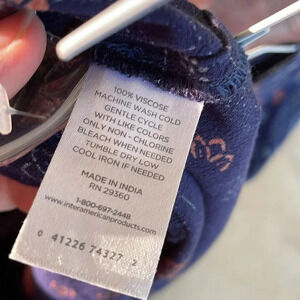 100% VISCOSE
MACHINE WASH COLD
GENTLE CYCLE
WITH LIKE COLORS
ONLY NON - CHLORINE
BLEACH WHEN NEEDED
TUMBLE DRY LOW
COOL IRON IF NEEDED
MADE IN INDIA
RN 29360
1-800-697-2448
www.interamericanproducts.com
0 41226 74327 2